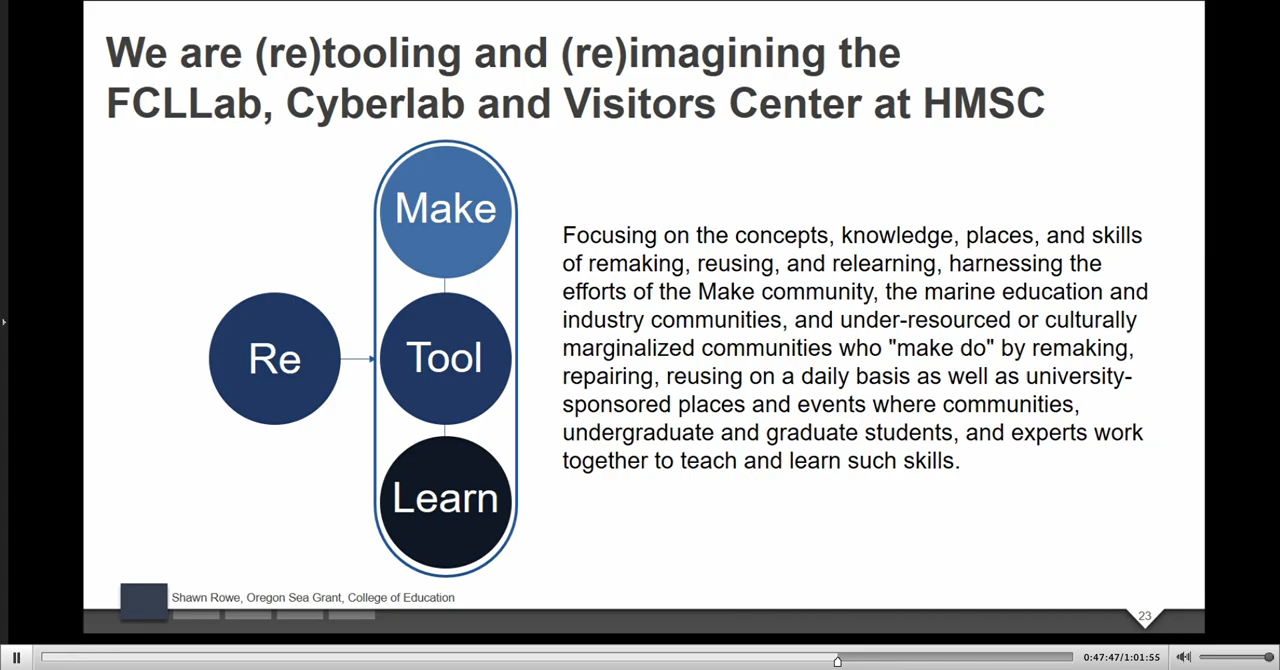 We are (re)tooling and (re)imagining the
FCLLab, Cyberlab and Visitors Center at HMSC
Make
Re
Tool
Learn
Focusing on the concepts, knowledge, places, and skills
of remaking, reusing, and relearning, harnessing the
efforts of the Make community, the marine education and
industry communities, and under-resourced or culturally
marginalized communities who "make do" by remaking,
repairing, reusing on a daily basis as well as university-
sponsored places and events where communities,
undergraduate and graduate students, and experts work
together to teach and learn such skills.
Shawn Rowe, Oregon Sea Grant, College of Education
23
0:47:47/1:01:55